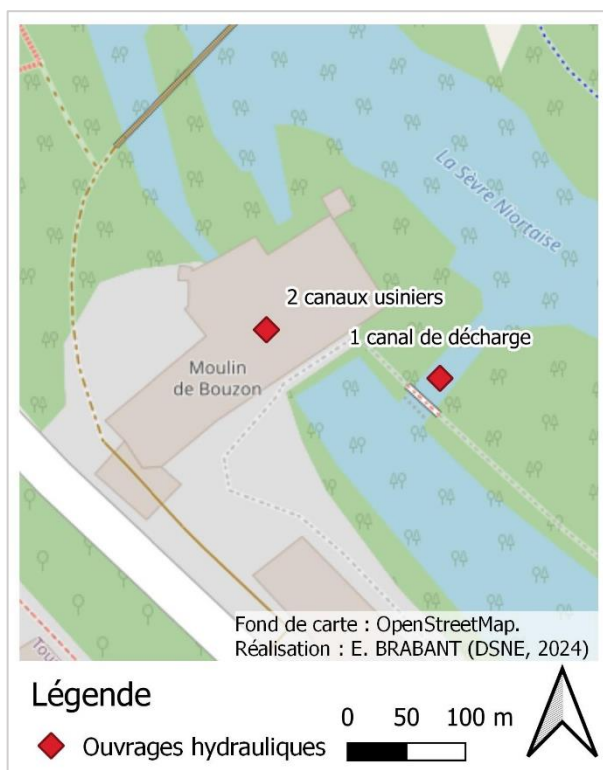 La Sèvre Niortaise
2 canaux usiniers
1 canal de décharge
Moulin
de Bouzon
Tou
Fond de carte : OpenStreetMap.
Réalisation : E. BRABANT (DSNE, 2024)
Légende
0 50 100 m
Ouvrages hydrauliques